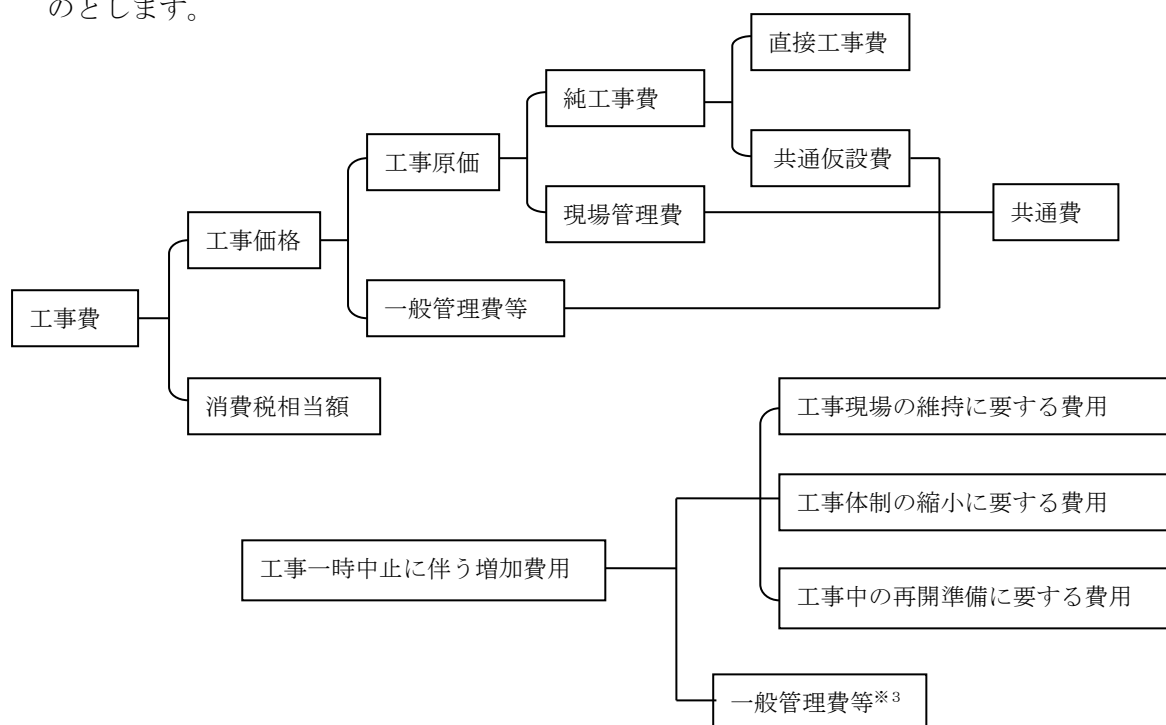 のとします。
直接工事費
純工事費
工事原価
共通仮設費
現場管理費
共通費
工事価格
一般管理費等
工事費
消費税相当額
工事現場の維持に要する費用
工事体制の縮小に要する費用
工事一時中止に伴う増加費用
工事中の再開準備に要する費用
一般管理費等※3